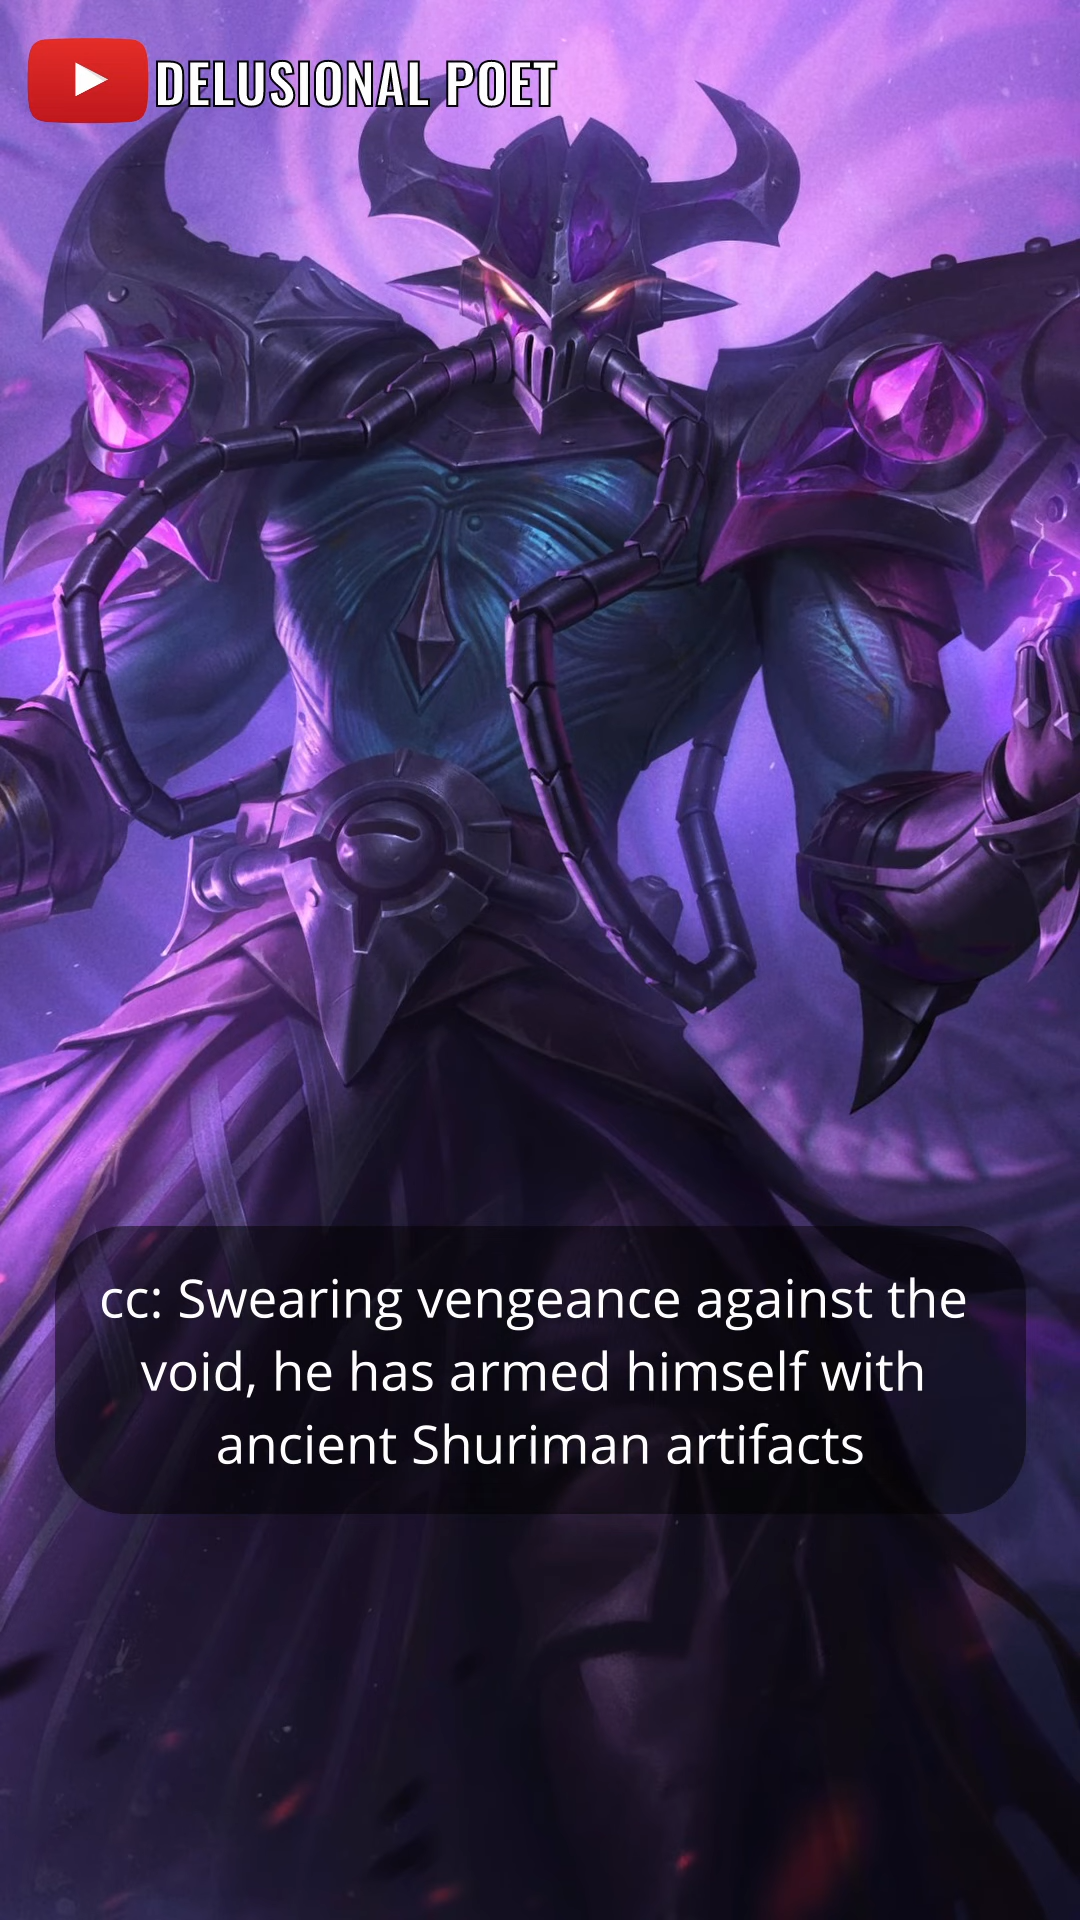 DELUSIONAL POET
cc: Swearing vengeance against the
void, he has armed himself with
ancient Shuriman artifacts